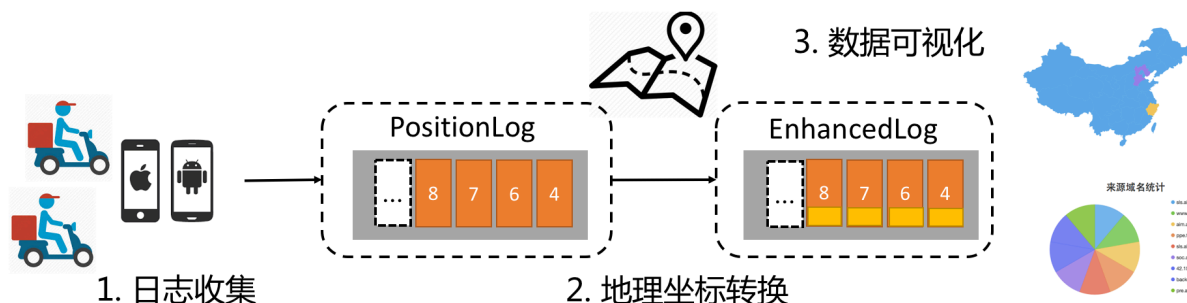 3. 数据可视化
PositionLog
... 8 7 6 4
EnhancedLog
... 8 7 6 4
1. 日志收集
2. 地理坐标转换
来源域名统计